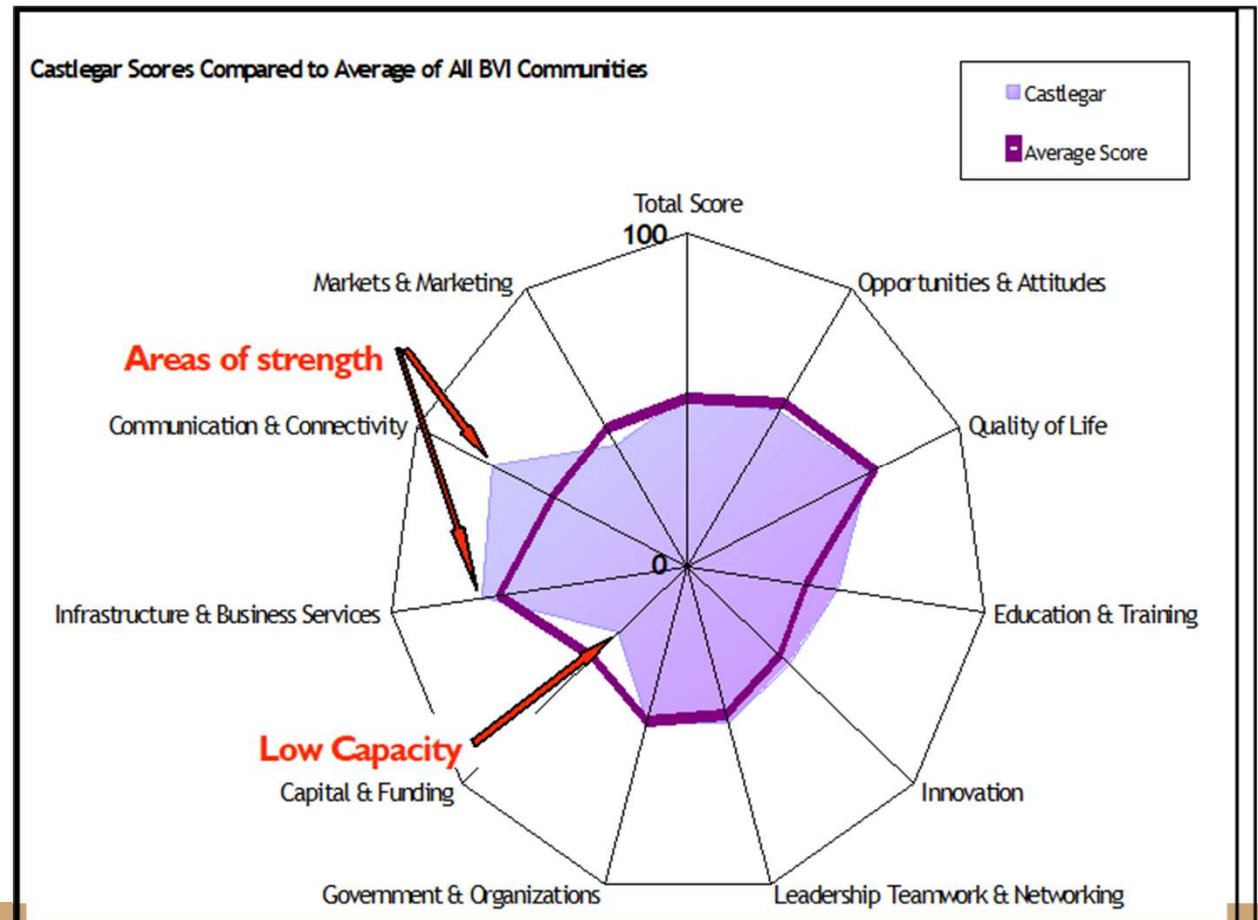 Castlegar Scores Compared to Average of All BVI Communities
Castlegar
Average Score
Total Score
100
Markets & Marketing
Opportunities & Attitudes
Areas of strength
Communication & Connectivity
Quality of Life
0
Infrastructure & Business Services
Education & Training
Low Capacity
Capital & Funding
Innovation
Government & Organizations
Leadership Teamwork & Networking